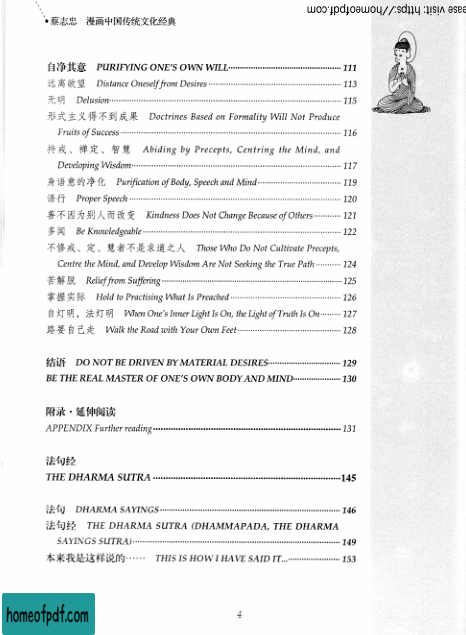 ease visit: https://homeofpdf.com
•蔡志忠 漫画中国传统文化经典
自净其意 PURIFYING ONE'S OWN WILL 111
远离欲望 Distance Oneself from Desires 113
无明 Delusion 115
形式主义得不到成果 Doctrines Based on Formality Will Not Produce
Fruits of Success 116
持戒、禅定、智慧 Abiding by Precepts, Centring the Mind, and
Developing Wisdom 117
身语意的净化 Purification of Body, Speech and Mind 119
语行 Proper Speech 120
善不因为别人而改变 Kindness Does Not Change Because of Others 121
多闻 Be Knowledgeable 122
不修戒、定、慧者不是求道之人 Those Who Do Not Cultivate Precepts,
Centre the Mind, and Develop Wisdom Are Not Seeking the True Path 124
苦解脱 Relief from Suffering 125
掌握实际 Hold to Practising What Is Preached 126
自灯明，法灯明 When One's Inner Light Is On, the Light of Truth Is On 127
路要自己走 Walk the Road with Your Own Feet 128
结语 DO NOT BE DRIVEN BY MATERIAL DESIRES 129
BE THE REAL MASTER OF ONE'S OWN BODY AND MIND 130
附录·延伸阅读
APPENDIX Further reading 131
法句经
THE DHARMA SUTRA 145
法句 DHARMA SAYINGS 146
法句经 THE DHARMA SUTRA (DHAMMAPADA, THE DHARMA
SAYINGS SUTRA) 149
本来我是这样说的…… THIS IS HOW I HAVE SAID IT... 153
4
homeofpdf.com